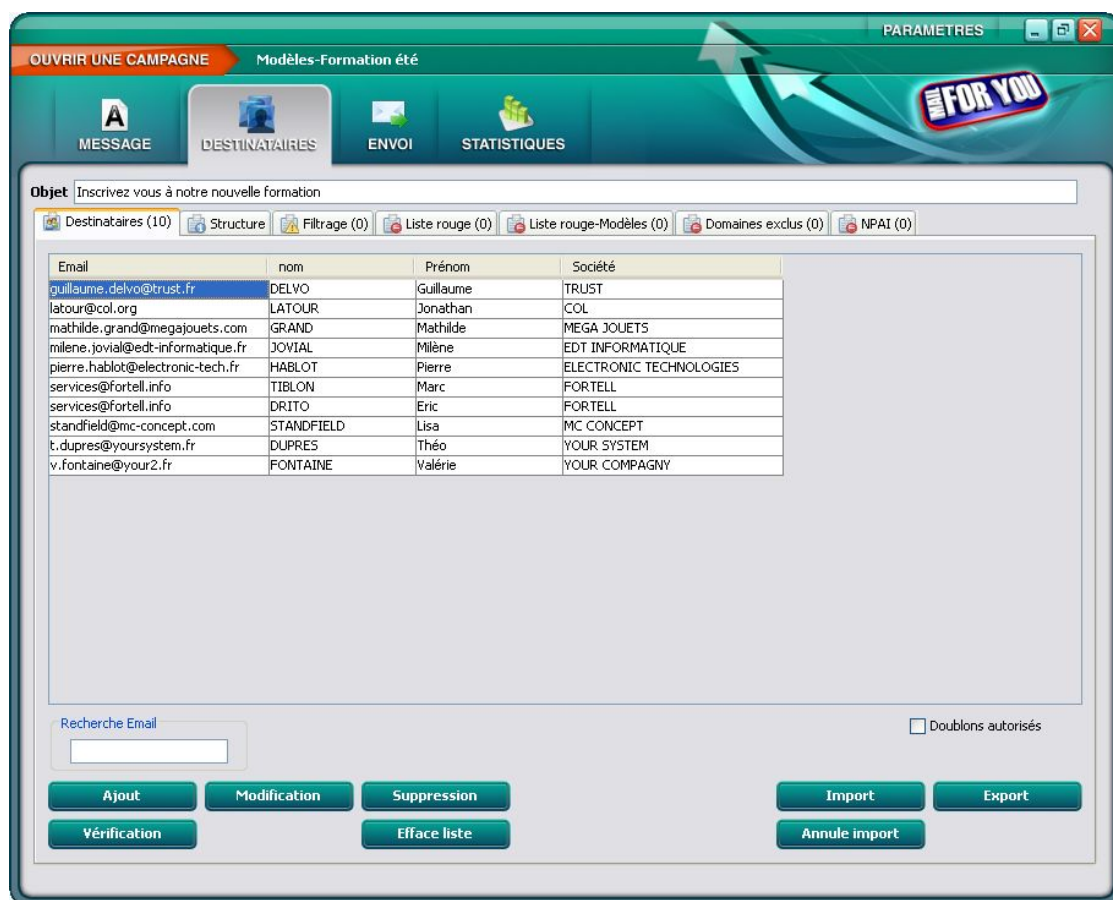 PARAMETRES
OUVRIR UNE CAMPAGNE Modèles-Formation été
MAIL FOR YOU
MESSAGE DESTINATAIRES ENVOI STATISTIQUES
Objet Inscrivez vous à notre nouvelle formation
Destinataires (10) Structure Filtrage (0) Liste rouge (0) Liste rouge-Modèles (0) Domaines exclus (0) NPAI (0)
Email nom Prénom Société
guillaume.delvo@trust.fr DELVO Guillaume TRUST
latour@col.org LATOUR Jonathan COL
mathilde.grand@megajouets.com GRAND Mathilde MEGA JOUETS
milene.jovial@edt-informatique.fr JOVIAL Milène EDT INFORMATIQUE
pierre.hablot@electronic-tech.fr HABLOT Pierre ELECTRONIC TECHNOLOGIES
services@fortell.info TIBLON Marc FORTELL
services@fortell.info DRITO Eric FORTELL
standfield@mc-concept.com STANDFIELD Lisa MC CONCEPT
t.dupres@yoursystem.fr DUPRES Théo YOUR SYSTEM
v.fontaine@your2.fr FONTAINE Valérie YOUR COMPAGNY
Recherche Email Doublons autorisés
Ajout Modification Suppression Import Export
Vérification Efface liste Annule import